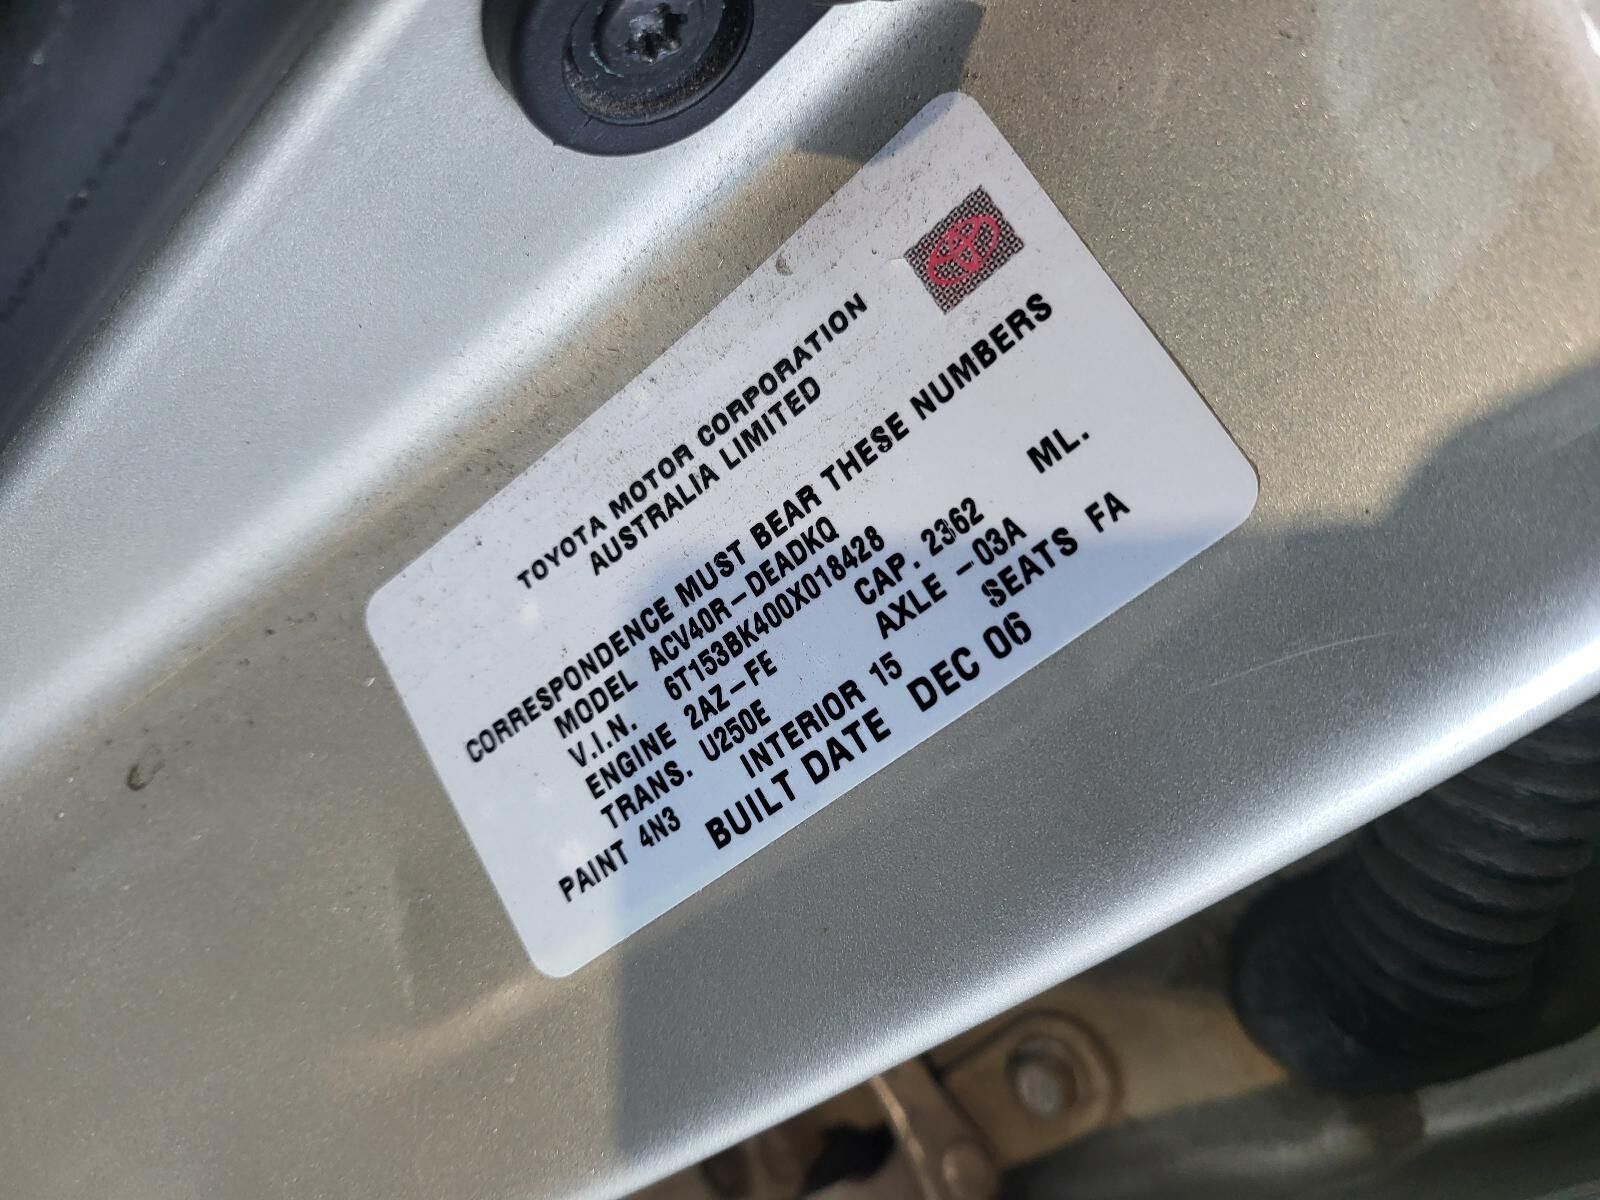 TOYOTA MOTOR CORPORATION
AUSTRALIA LIMITED
CORRESPONDENCE MUST BEAR THESE NUMBERS
MODEL ACV40R-DEADKQ
V.I.N. 6T153BK400X018428
ENGINE 2AZ-FE CAP. 2362 ML.
TRANS. U250E AXLE -03A
PAINT 4N3 INTERIOR 15 SEATS FA
BUILT DATE DEC 06